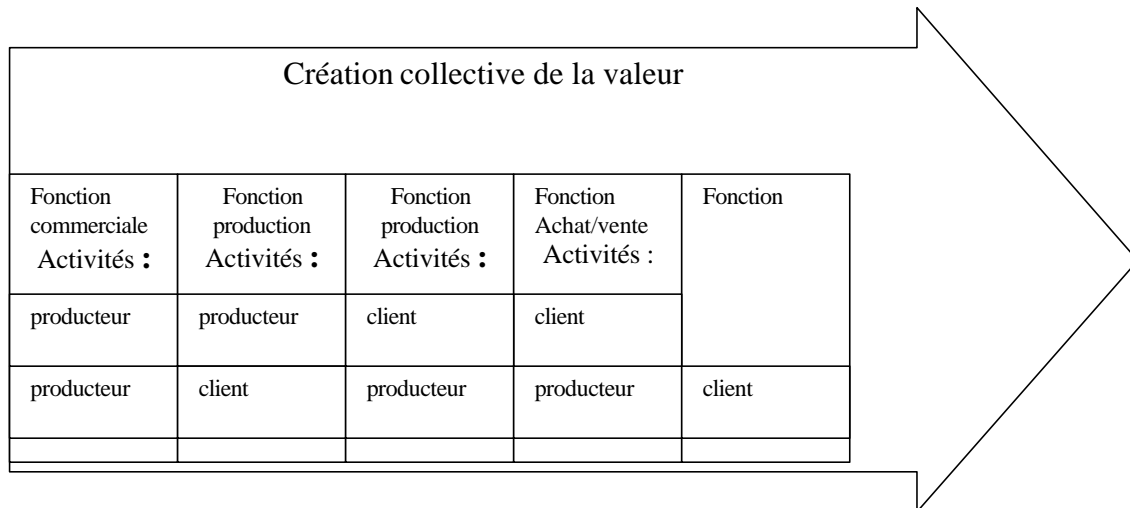 Création collective de la valeur
Fonction
commerciale
Activités :
Fonction
production
Activités :
Fonction
production
Activités :
Fonction
Achat/vente
Activités :
Fonction
producteur
producteur
client
client
producteur
client
producteur
producteur
client